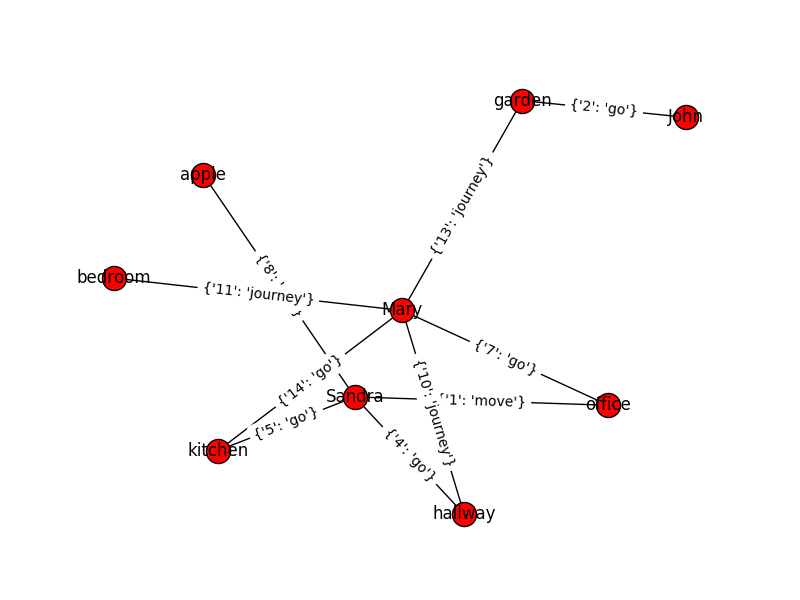 garden
{'2': 'go'}
John
apple
{'13': 'journey'}
{'8': '
bedroom
{'11': 'journey'}
Mary
{'7': 'go'}
{'14': 'go'}
Sandra
{'1': 'move'}
office
{'10': 'journey'}
{'5': 'go'}
kitchen
{'4': 'go'}
hallway